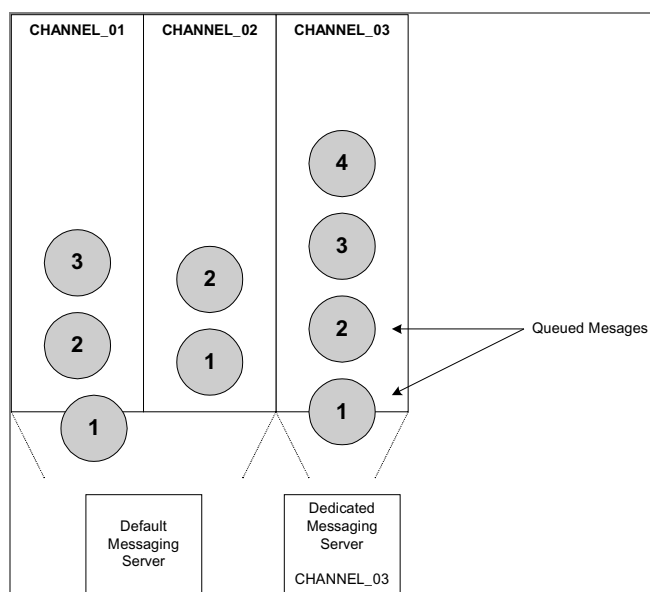 CHANNEL_01 CHANNEL_02 CHANNEL_03
4
3
3
2
2
2
1
1
1
Queued Mesages
Default
Messaging
Server
Dedicated
Messaging
Server
CHANNEL_03